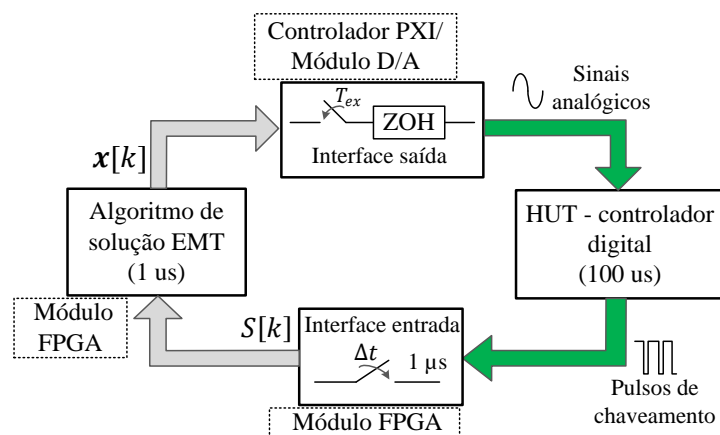 Controlador PXI/
Módulo D/A
T_ex
ZOH
Interface saída
Sinais
analógicos
x[k]
Algoritmo de
solução EMT
(1 us)
Módulo
FPGA
HUT - controlador
digital
(100 us)
S[k]
Interface entrada
Δt
1 µs
Módulo FPGA
Pulsos de
chaveamento